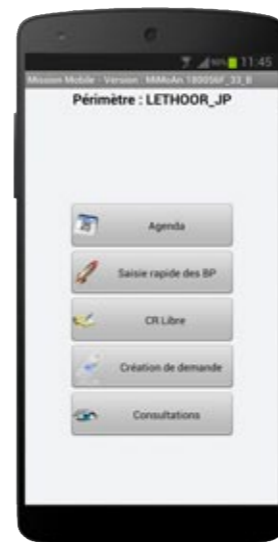 11:45
Mission Mobile - Version : MiMoAn 180056F_33_B
Périmètre : LETHOOR_JP
Agenda
Saisie rapide des BP
CR Libre
Création de demande
Consultations